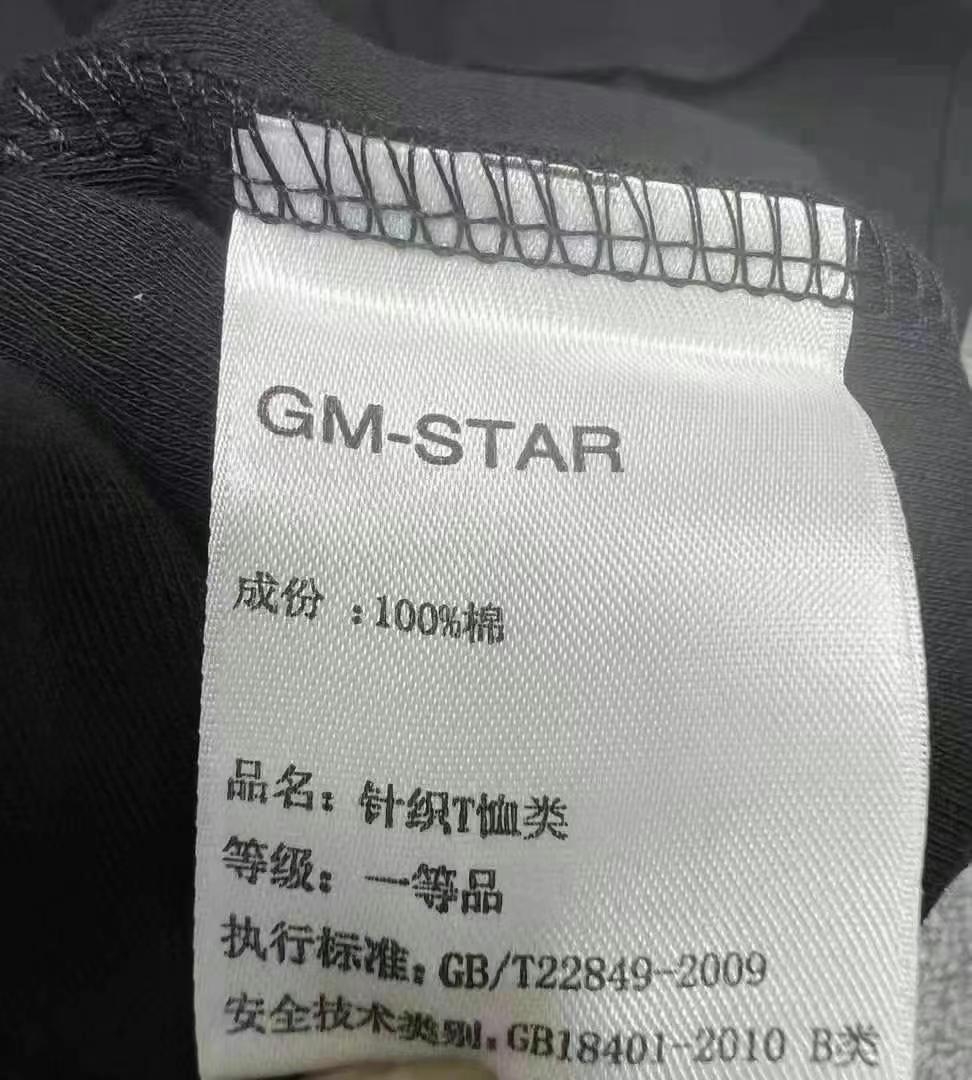 GM-STAR
成份 :100%棉
品名: 针织T恤类
等级: 一等品
执行标准: GB/T22849-2009
安全技术类别: GB18401-2010 B类